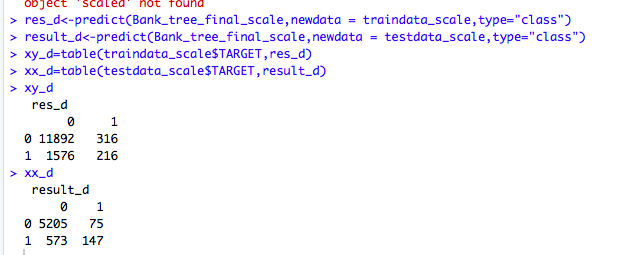 object 'scaled' not found
> res_d<-predict(Bank_tree_final_scale,newdata = traindata_scale,type="class")
> result_d<-predict(Bank_tree_final_scale,newdata = testdata_scale,type="class")
> xy_d=table(traindata_scale$TARGET,res_d)
> xx_d=table(testdata_scale$TARGET,result_d)
> xy_d
   res_d
        0     1
  0 11892   316
  1  1576   216
> xx_d
   result_d
       0    1
  0 5205   75
  1  573  147